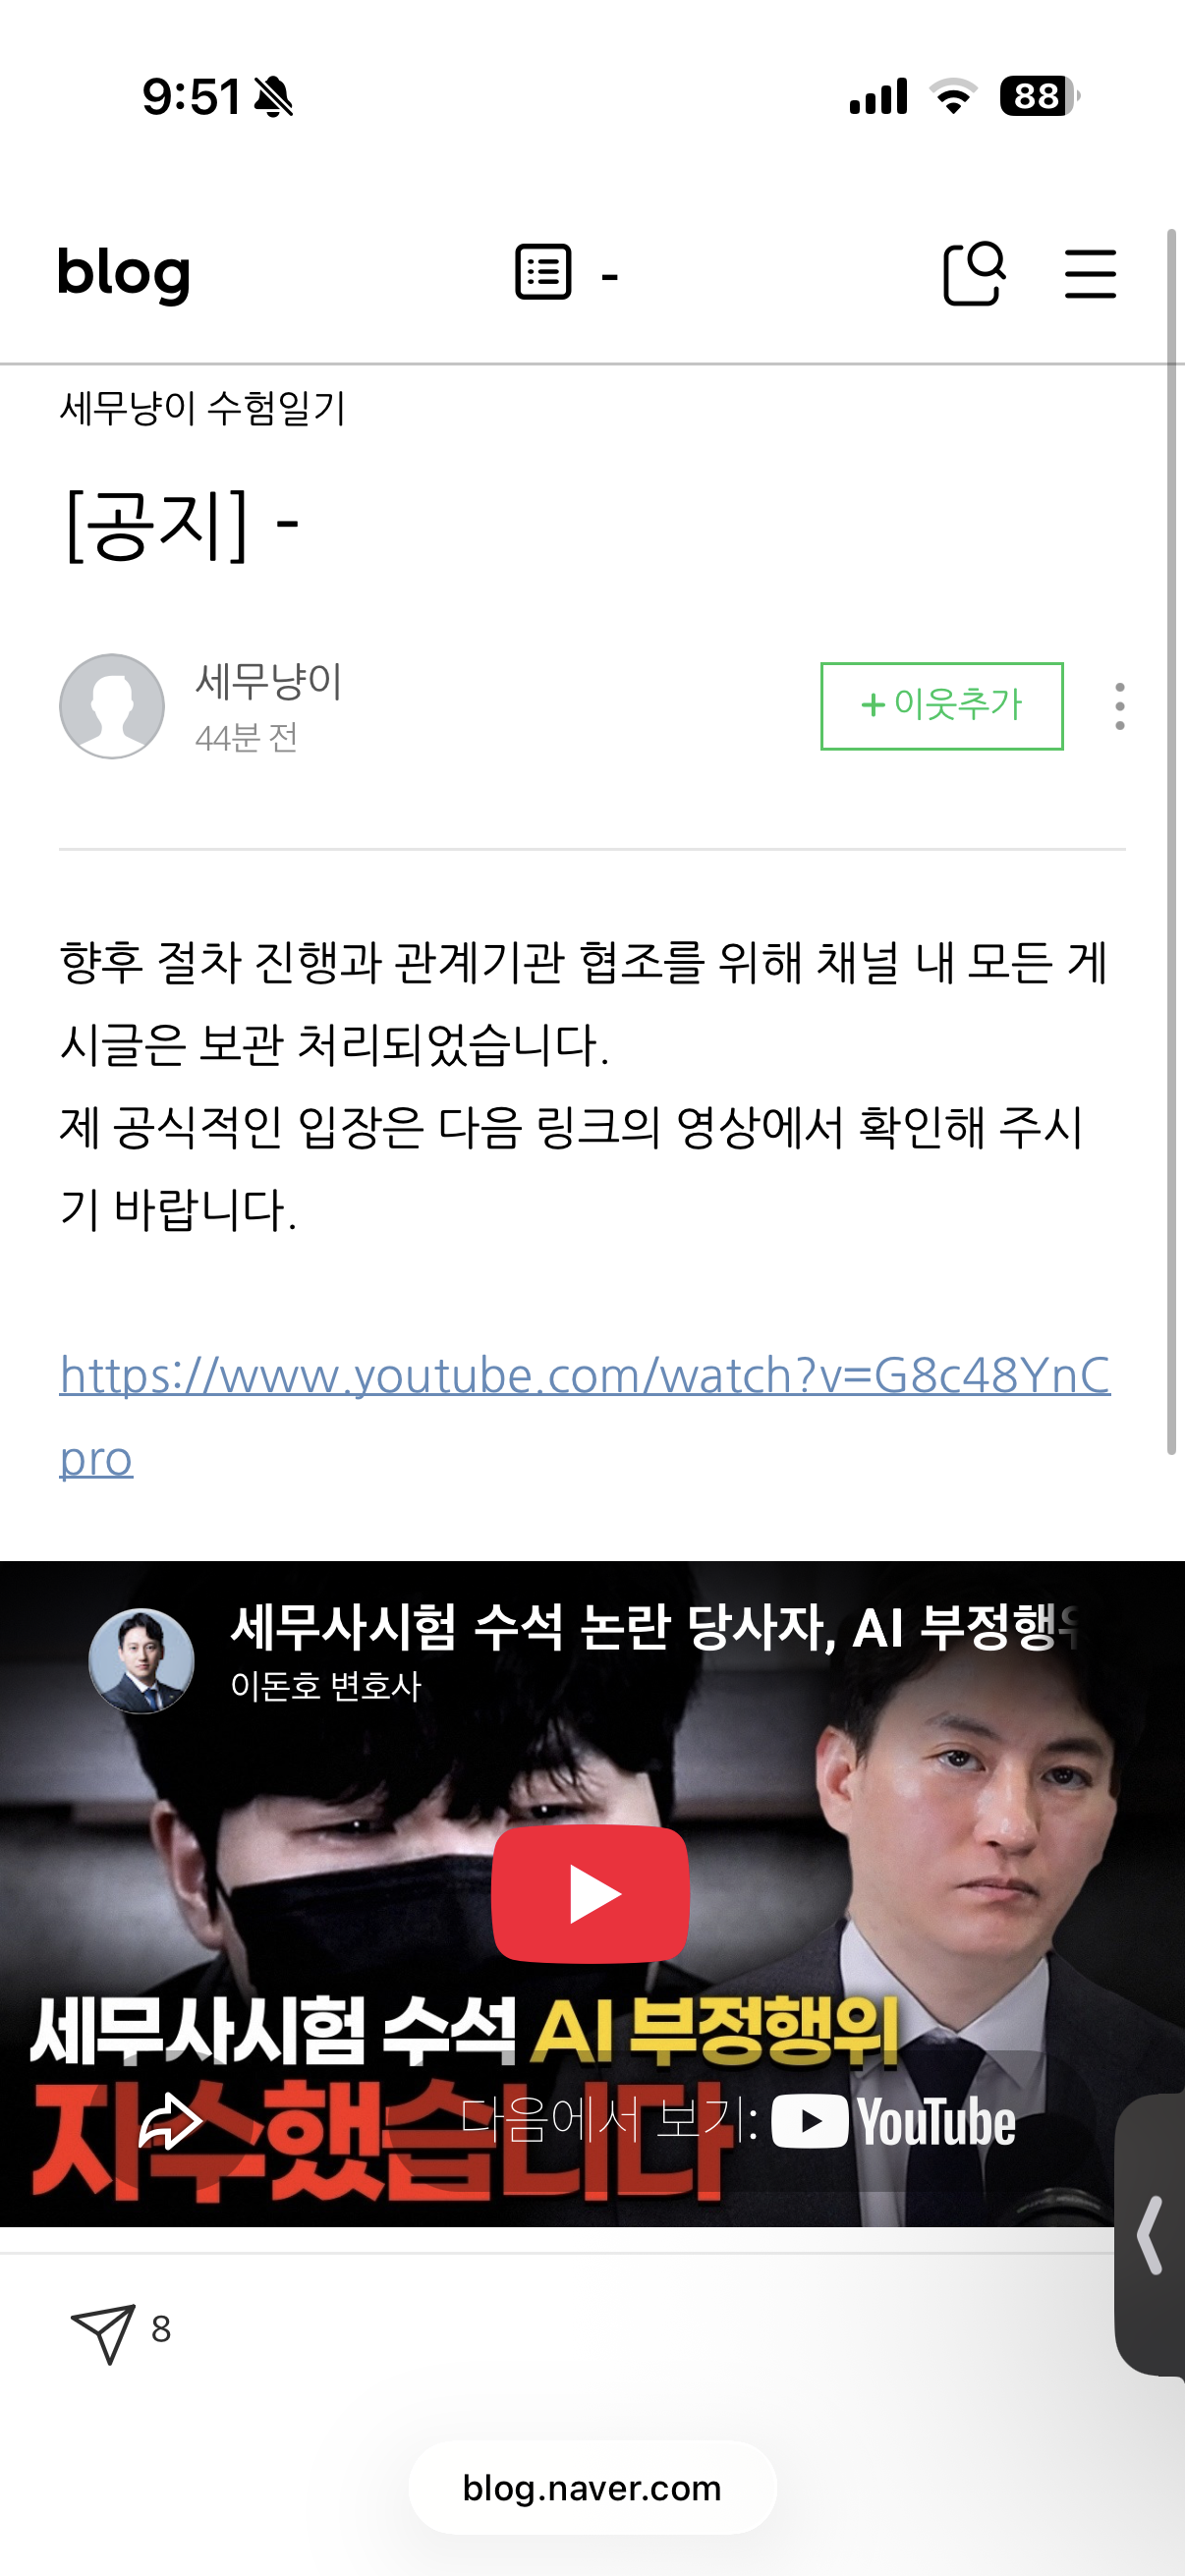 9:51
88
blog
-
세무냥이 수험일기
[공지] -
세무냥이
44분 전
+ 이웃추가
향후 절차 진행과 관계기관 협조를 위해 채널 내 모든 게
시글은 보관 처리되었습니다.
제 공식적인 입장은 다음 링크의 영상에서 확인해 주시
기 바랍니다.
https://www.youtube.com/watch?v=G8c48YnC
pro
세무사시험 수석 논란 당사자, AI 부정행위
이돈호 변호사
세무사시험 수석 AI 부정행위
자수했습니다
다음에서 보기: YouTube
8
blog.naver.com